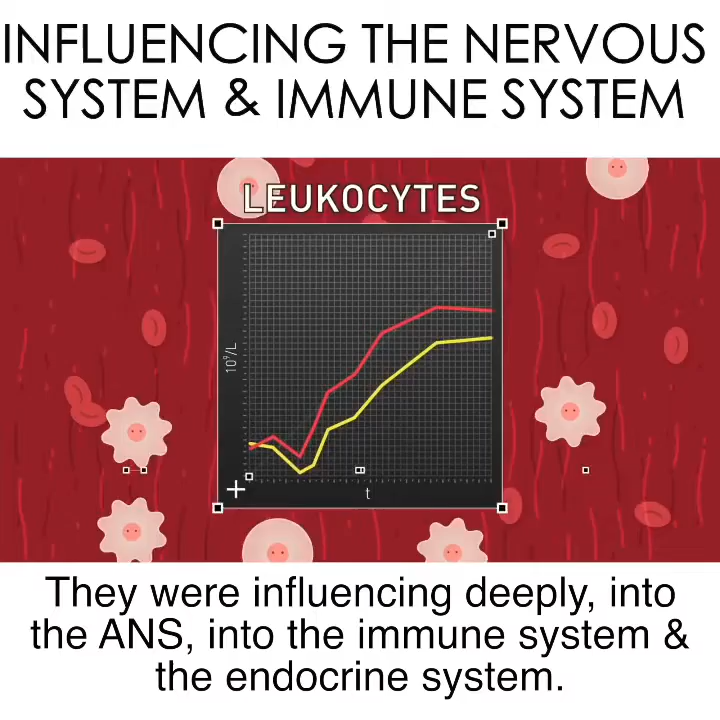 INFLUENCING THE NERVOUS
SYSTEM & IMMUNE SYSTEM
LEUKOCYTES
10⁹/L
t
They were influencing deeply, into
the ANS, into the immune system &
the endocrine system.